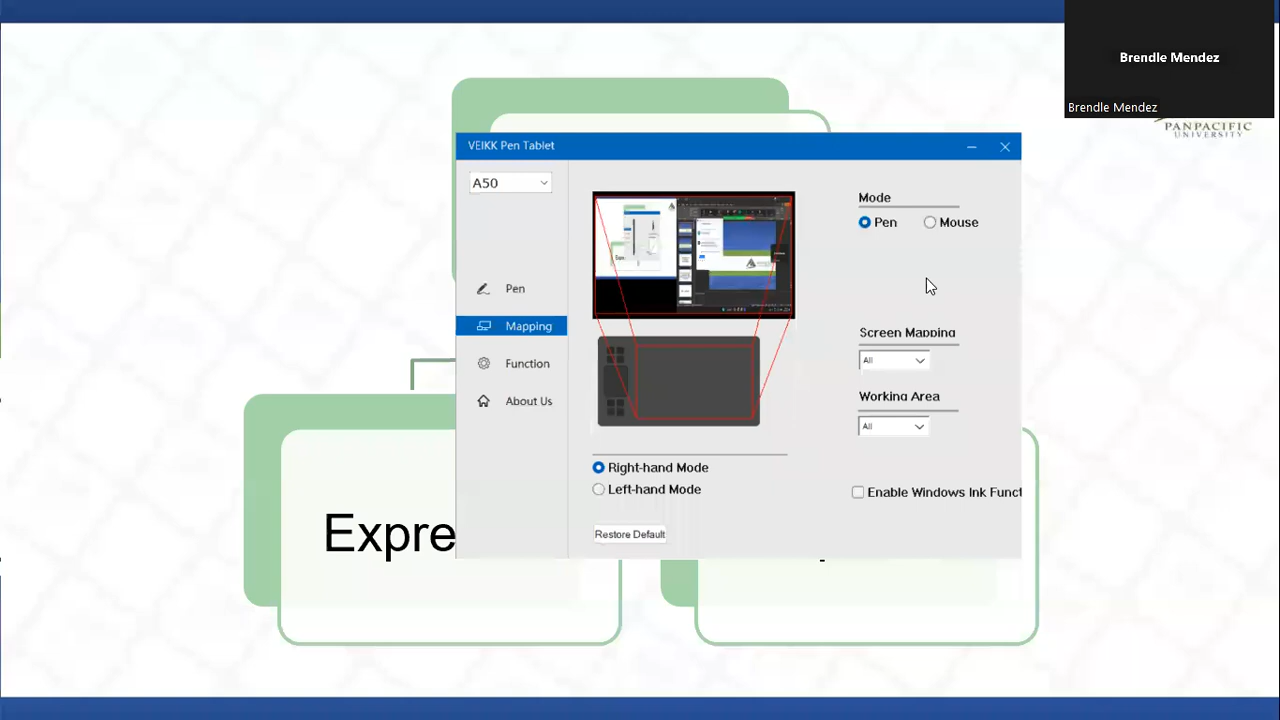 Brendle Mendez
Brendle Mendez
PANPACIFIC
UNIVERSITY
VEIKK Pen Tablet
A50
Pen
Mapping
Function
About Us
Mode
Pen
Mouse
Screen Mapping
All
Working Area
All
Right-hand Mode
Left-hand Mode
Enable Windows Ink Funct
Restore Default
Expre